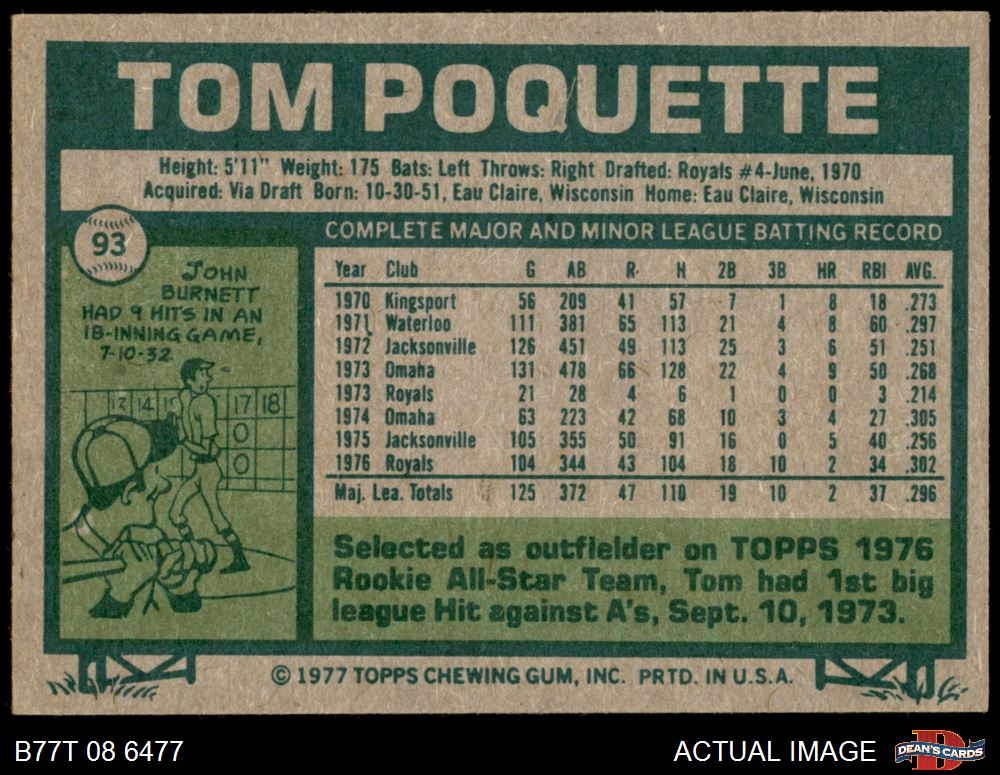 TOM POQUETTE
Height: 5'11" Weight: 175 Bats: Left Throws: Right Drafted: Royals #4-June, 1970
Acquired: Via Draft Born: 10-30-51, Eau Claire, Wisconsin Home: Eau Claire, Wisconsin
93
JOHN
BURNETT
HAD 9 HITS IN AN
18-INNING GAME,
7-10-32
13 14 15 17 18
0
0
COMPLETE MAJOR AND MINOR LEAGUE BATTING RECORD
Year Club G AB R H 2B 3B HR RBI AVG.
1970 Kingsport 56 209 41 57 7 1 8 18 .273
1971 Waterloo 111 381 65 113 21 4 8 60 .297
1972 Jacksonville 126 451 49 113 25 3 6 51 .251
1973 Omaha 131 478 66 128 22 4 9 50 .268
1973 Royals 21 28 4 6 1 0 0 3 .214
1974 Omaha 63 223 42 68 10 3 4 27 .305
1975 Jacksonville 105 355 50 91 16 0 5 40 .256
1976 Royals 104 344 43 104 18 10 2 34 .302
Maj. Lea. Totals 125 372 47 110 19 10 2 37 .296
Selected as outfielder on TOPPS 1976
Rookie All-Star Team, Tom had 1st big
league Hit against A's, Sept. 10, 1973.
© 1977 TOPPS CHEWING GUM, INC. PRTD. IN U.S.A.
B77T 08 6477
ACTUAL IMAGE
B
DEAN'S CARDS